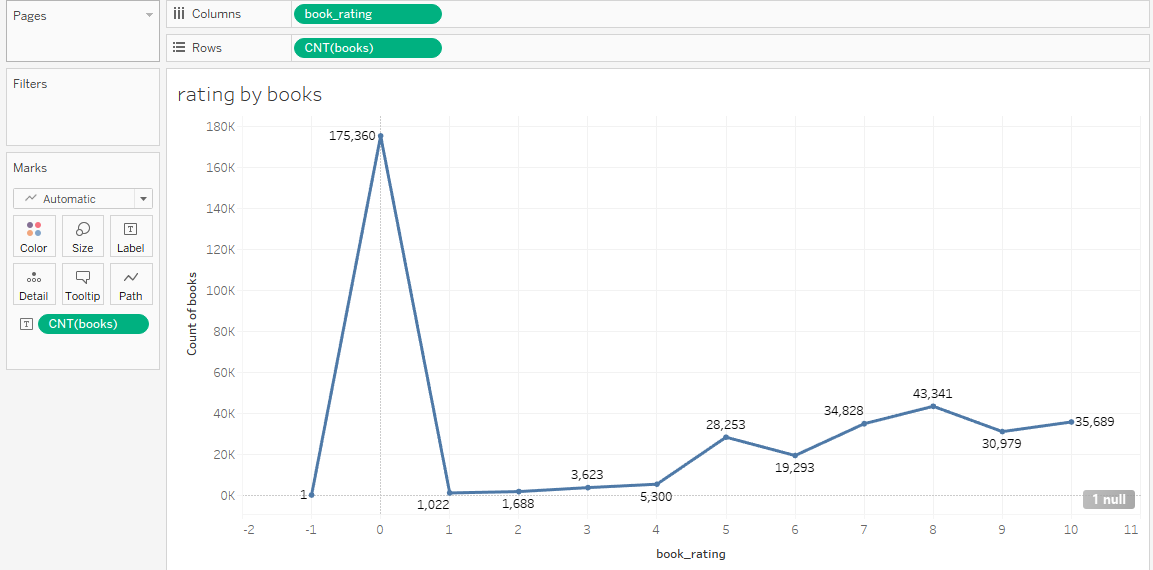 Pages
Columns
book_rating
Rows
CNT(books)
Filters
Marks
Automatic
Color
Size
Label
Detail
Tooltip
Path
CNT(books)
rating by books
Count of books
180K
160K
140K
120K
100K
80K
60K
40K
20K
0K
1
175,360
1,022
1,688
3,623
5,300
28,253
19,293
34,828
43,341
30,979
35,689
1 null
-2 -1 0 1 2 3 4 5 6 7 8 9 10 11
book_rating